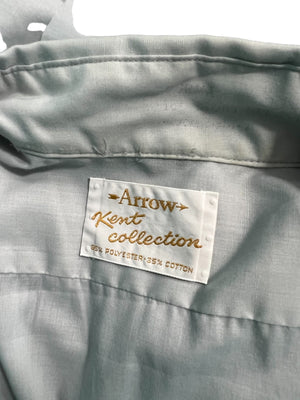 Arrow
Kent
collection
65% POLYESTER·35% COTTON